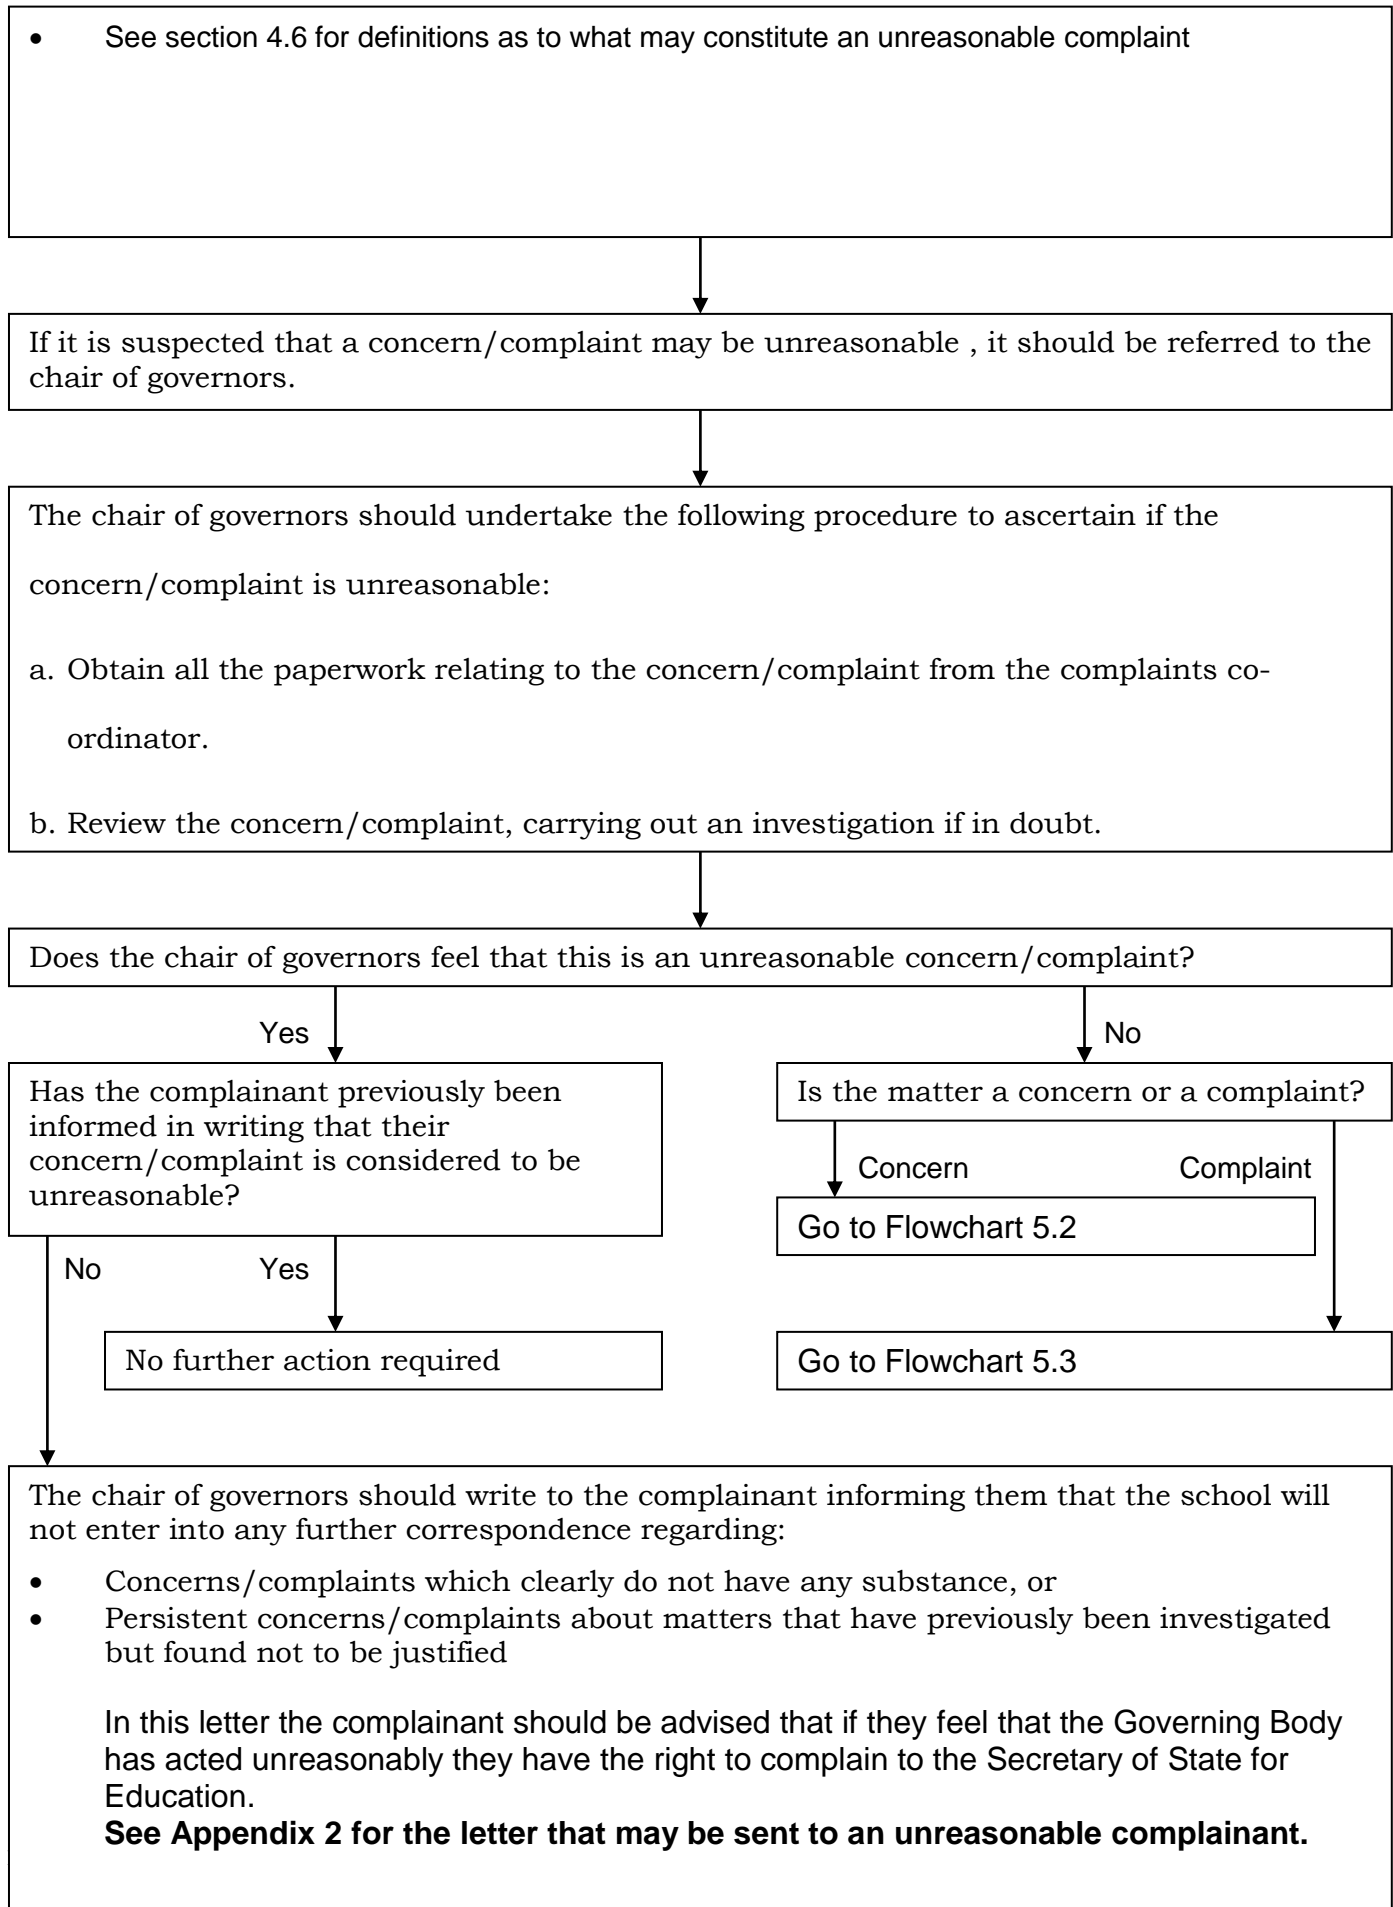 • See section 4.6 for definitions as to what may constitute an unreasonable complaint
If it is suspected that a concern/complaint may be unreasonable , it should be referred to the
chair of governors.
The chair of governors should undertake the following procedure to ascertain if the
concern/complaint is unreasonable:
a. Obtain all the paperwork relating to the concern/complaint from the complaints co-
ordinator.
b. Review the concern/complaint, carrying out an investigation if in doubt.
Does the chair of governors feel that this is an unreasonable concern/complaint?
Yes
No
Has the complainant previously been
informed in writing that their
concern/complaint is considered to be
unreasonable?
Is the matter a concern or a complaint?
Concern
Complaint
Go to Flowchart 5.2
No
Yes
No further action required
Go to Flowchart 5.3
The chair of governors should write to the complainant informing them that the school will
not enter into any further correspondence regarding:
• Concerns/complaints which clearly do not have any substance, or
• Persistent concerns/complaints about matters that have previously been investigated
but found not to be justified
In this letter the complainant should be advised that if they feel that the Governing Body
has acted unreasonably they have the right to complain to the Secretary of State for
Education.
See Appendix 2 for the letter that may be sent to an unreasonable complainant.